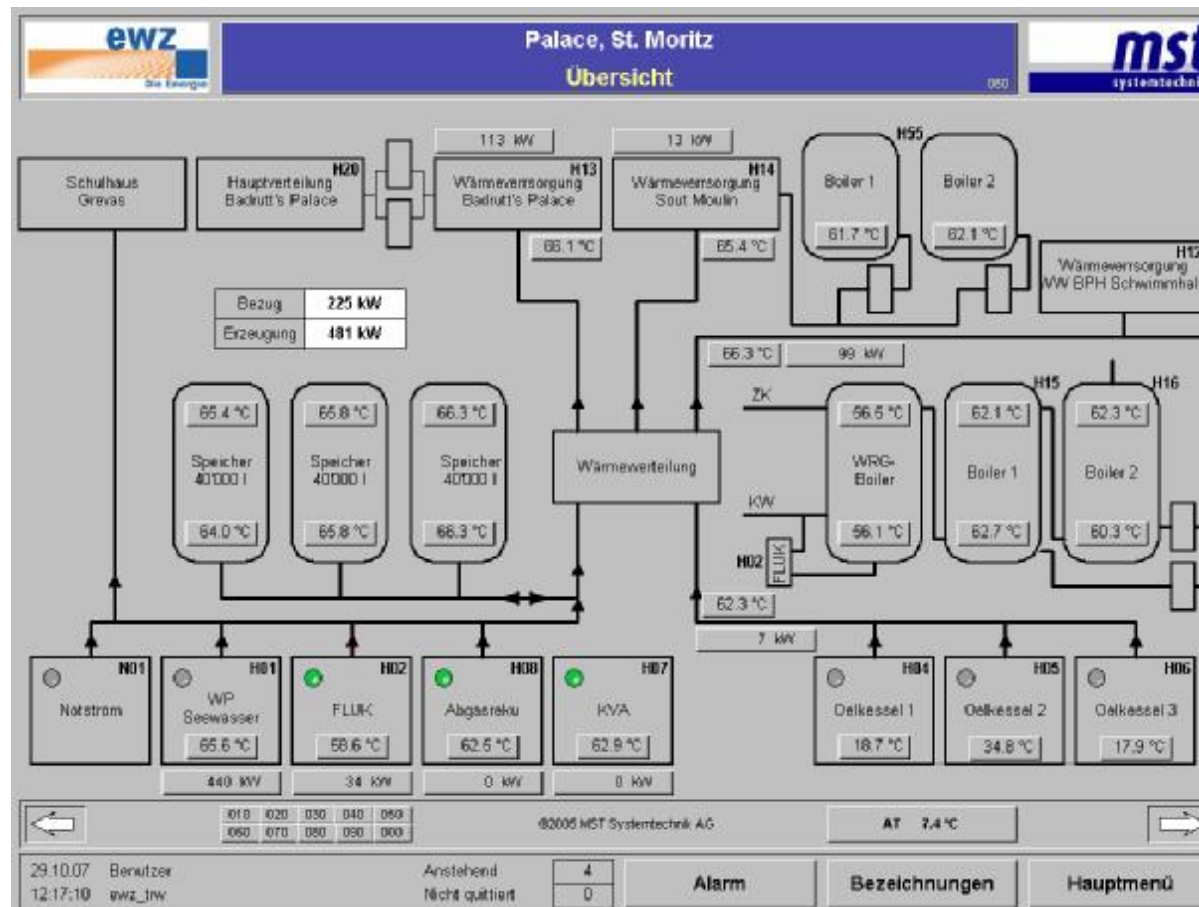 ewz
Die Energie
Palace, St. Moritz
Übersicht
060
mst
systemtechni
Schulhaus
Grevas
H20
Hauptverteilung
Badrutt's Palace
113 kW
H13
Wärmeversorgung
Badrutt's Palace
66.1 °C
13 kW
H14
Wärmeversorgung
Sout Moulin
65.4 °C
H55
Boiler 1
61.7 °C
Boiler 2
62.1 °C
H12
Wärmeversorgung
WW BPH Schwimmhal
Bezug 225 kW
Erzeugung 481 kW
66.3 °C
99 kW
65.4 °C
Speicher
40'000 l
64.0 °C
65.8 °C
Speicher
40'000 l
65.8 °C
66.3 °C
Speicher
40'000 l
66.3 °C
Wärmeverteilung
ZK
KW
H02
FLUK
56.5 °C
WRG-
Boiler
56.1 °C
H15
62.1 °C
Boiler 1
62.7 °C
H16
62.3 °C
Boiler 2
60.3 °C
62.3 °C
7 kW
N01
Notstrom
H01
WP
Seewasser
65.6 °C
440 kW
H02
FLUK
58.6 °C
34 kW
H08
Abgasreku
62.5 °C
0 kW
H07
KVA
62.9 °C
H04
Oelkessel 1
18.7 °C
H05
Oelkessel 2
34.8 °C
H06
Oelkessel 3
17.9 °C
010 020 030 040 050
060 070 080 090 000
MST Systemtechnik AG
AT 7.4 °C
29.10.07 Benutzer
12:17:18 ewz_trw
Anstehend 4
Nicht quittiert 0
Alarm
Bezeichnungen
Hauptmenü